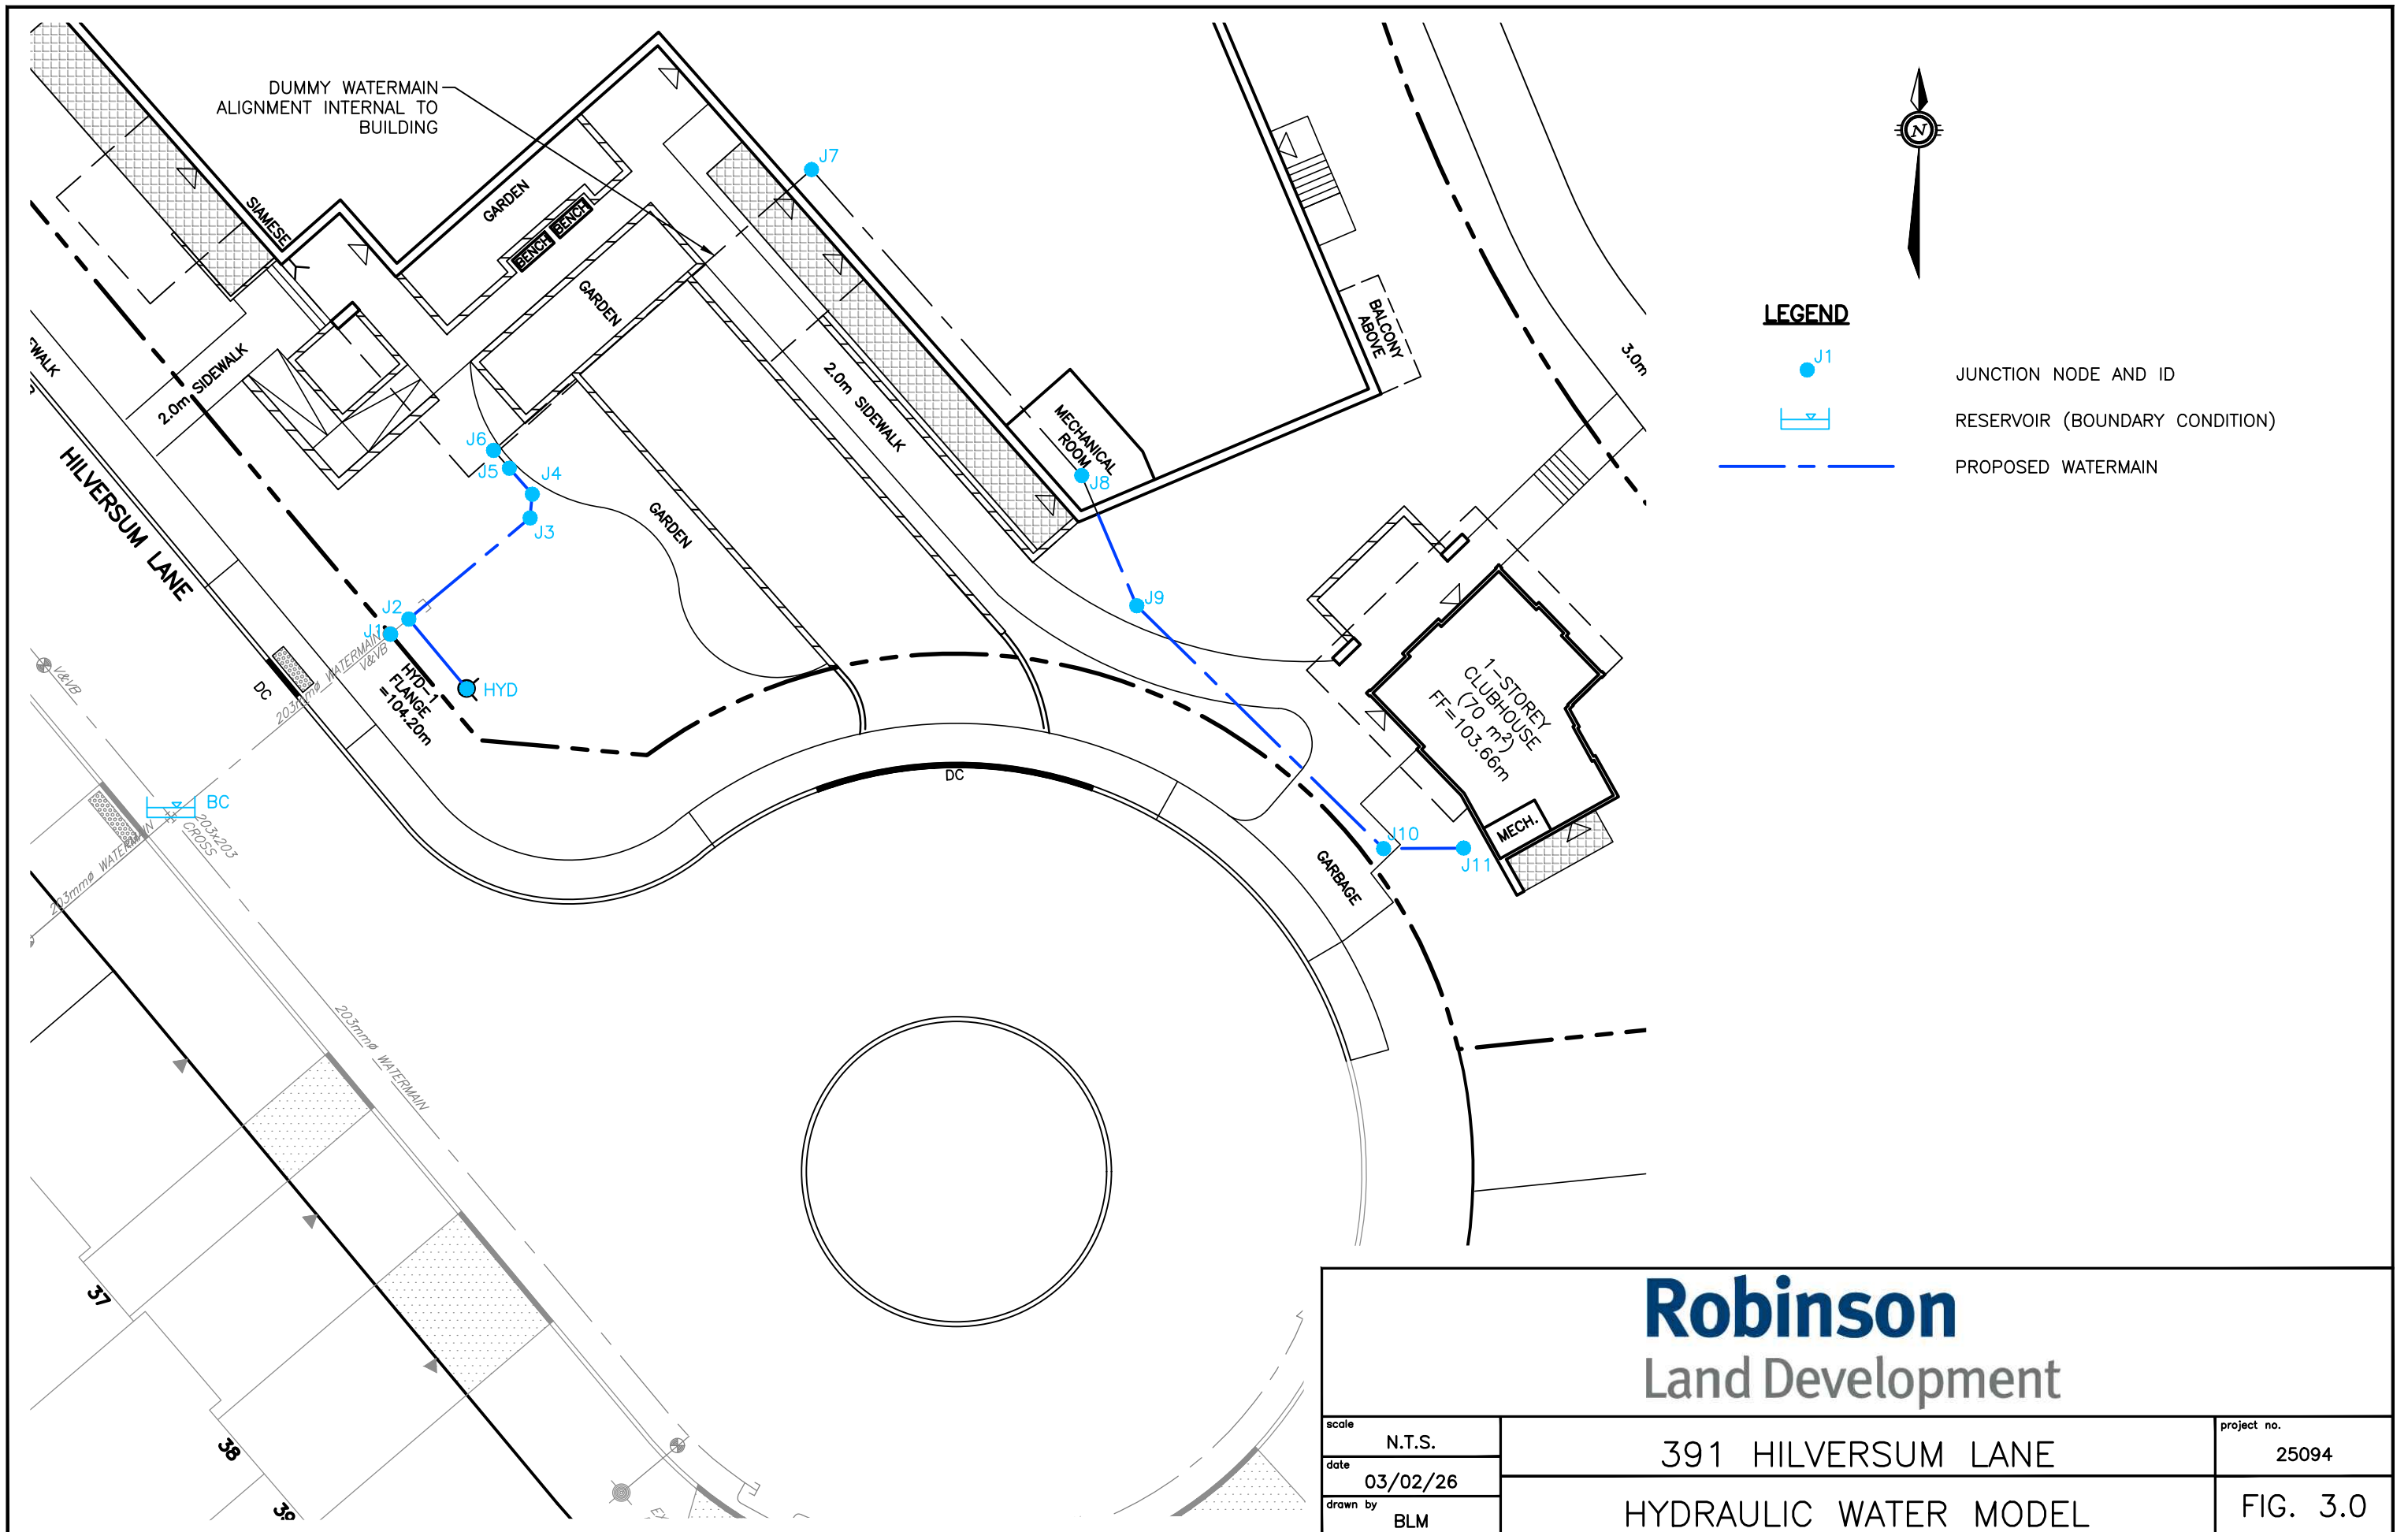 DUMMY WATERMAIN
ALIGNMENT INTERNAL TO
BUILDING
SIAMESE
GARDEN
BENCH
BENCH
GARDEN
2.0m SIDEWALK
2.0m SIDEWALK
HILVERSUM LANE
GARDEN
J7
MECHANICAL
ROOM
J8
BALCONY
ABOVE
3.0m
J6
J5
J4
J3
J2
J1
HYD
HYD-1
FLANGE
=104.20m
203mmø WATERMAIN
V&VB
V&VB
DC
BC
203x203
CROSS
203mmø WATERMAIN
203mmø WATERMAIN
DC
J9
J10
J11
GARBAGE
1-STOREY
CLUBHOUSE
(70 m²)
FF=103.66m
MECH.
37
38
39
N
LEGEND
J1
JUNCTION NODE AND ID
RESERVOIR (BOUNDARY CONDITION)
PROPOSED WATERMAIN
Robinson
Land Development
scale
N.T.S.
date
03/02/26
drawn by
BLM
391 HILVERSUM LANE
HYDRAULIC WATER MODEL
project no.
25094
FIG. 3.0